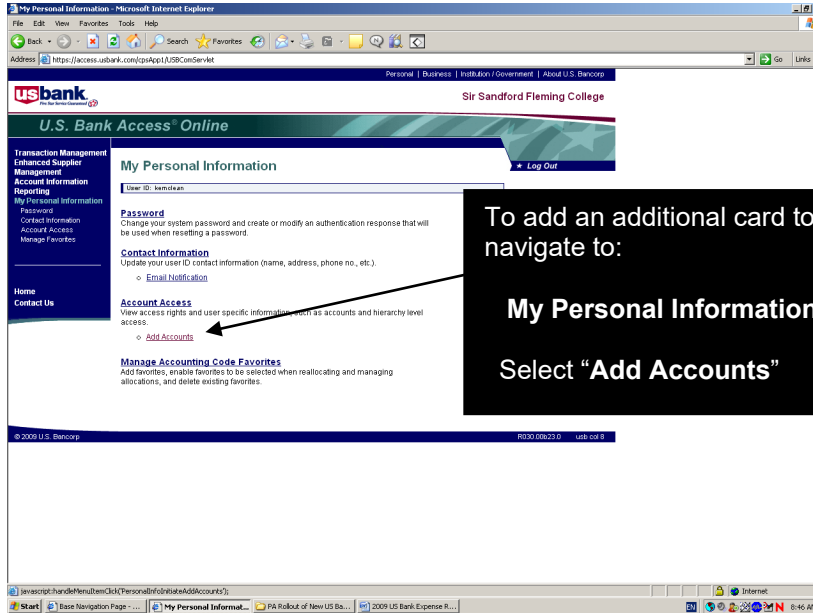 My Personal Information - Microsoft Internet Explorer
File Edit View Favorites Tools Help
Back Search Favorites
Address https://access.usbank.com/cpsApp1/USBComServlet Go Links
Personal | Business | Institution / Government | About U.S. Bancorp
usbank.
Five Star Service Guaranteed
Sir Sandford Fleming College
U.S. Bank Access® Online
Transaction Management
Enhanced Supplier
Management
Account Information
Reporting
My Personal Information
Password
Contact Information
Account Access
Manage Favorites
Home
Contact Us
My Personal Information
Log Out
User ID: kemclean
Password
Change your system password and create or modify an authentication response that will
be used when resetting a password.
Contact Information
Update your user ID contact information (name, address, phone no., etc.).
Email Notification
Account Access
View access rights and user specific information, such as accounts and hierarchy level
access.
Add Accounts
Manage Accounting Code Favorites
Add favorites, enable favorites to be selected when reallocating and managing
allocations, and delete existing favorites.
To add an additional card to
navigate to:
My Personal Information
Select “Add Accounts”
© 2009 U.S. Bancorp R030.00b23.0 usb col 8
javascript:handleMenuItemClick('PersonalInfoInitiateAddAccounts'); Internet
Start Base Navigation Page - ... My Personal Informat... PA Rollout of New US Ba... 2009 US Bank Expense R... EN 8:46 AM